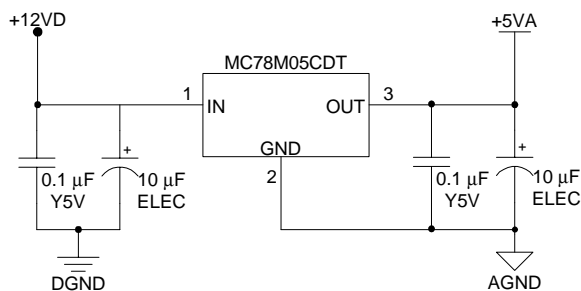 +12VD
+5VA
MC78M05CDT
1
IN
OUT
3
GND
2
+
0.1 µF
Y5V
10 µF
ELEC
+
0.1 µF
Y5V
10 µF
ELEC
DGND
AGND